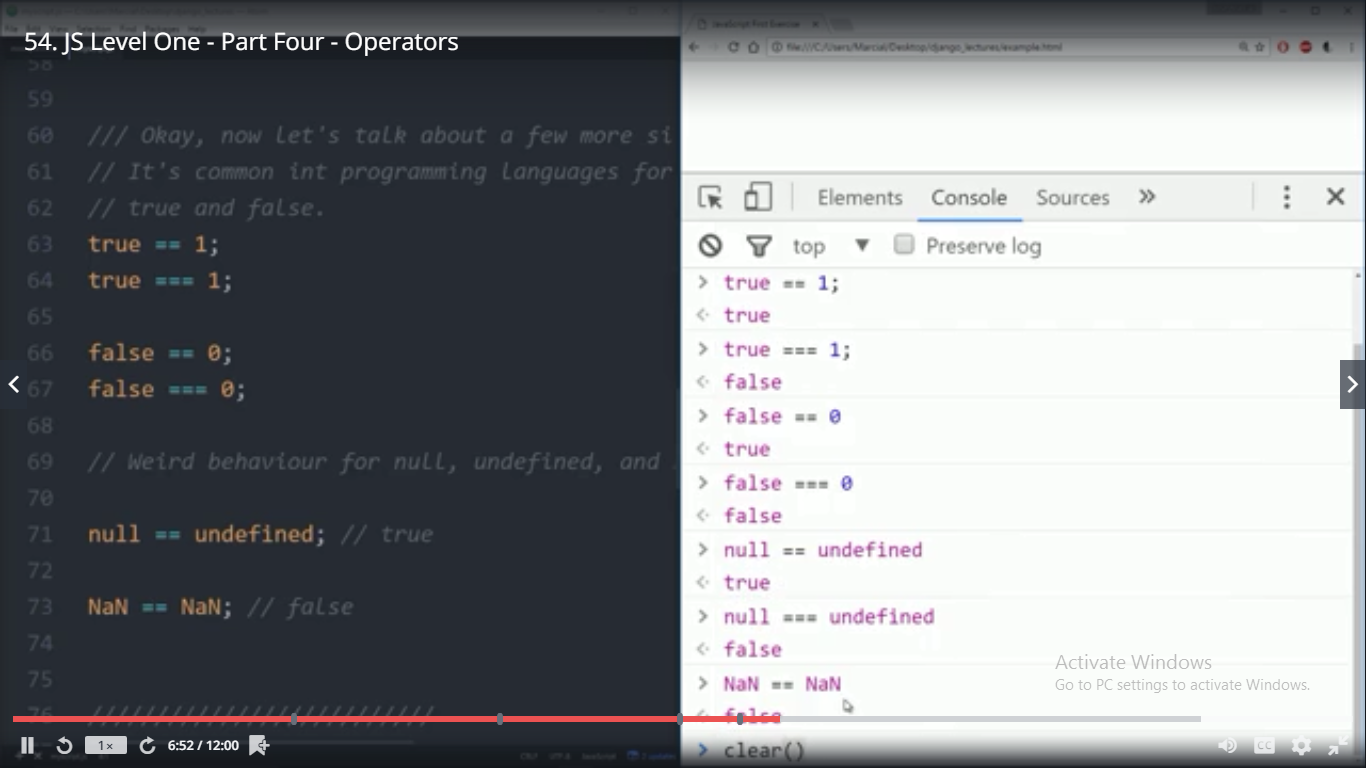 54. JS Level One - Part Four - Operators
58
59
60 /// Okay, now let's talk about a few more si
61 // It's common int programming languages for
62 // true and false.
63 true == 1;
64 true === 1;
65
66 false == 0;
67 false === 0;
68
69 // Weird behaviour for null, undefined, and
70
71 null == undefined; // true
72
73 NaN == NaN; // false
74
75
76 //////////////////////////
JavaScript First Exercise
file:///C:/Users/Marcial/Desktop/django_lectures/example.html
Elements Console Sources »
top Preserve log
> true == 1;
true
> true === 1;
false
> false == 0
true
> false === 0
false
> null == undefined
true
> null === undefined
false
> NaN == NaN
false
> clear()
Activate Windows
Go to PC settings to activate Windows.
1x 6:52 / 12:00
CC